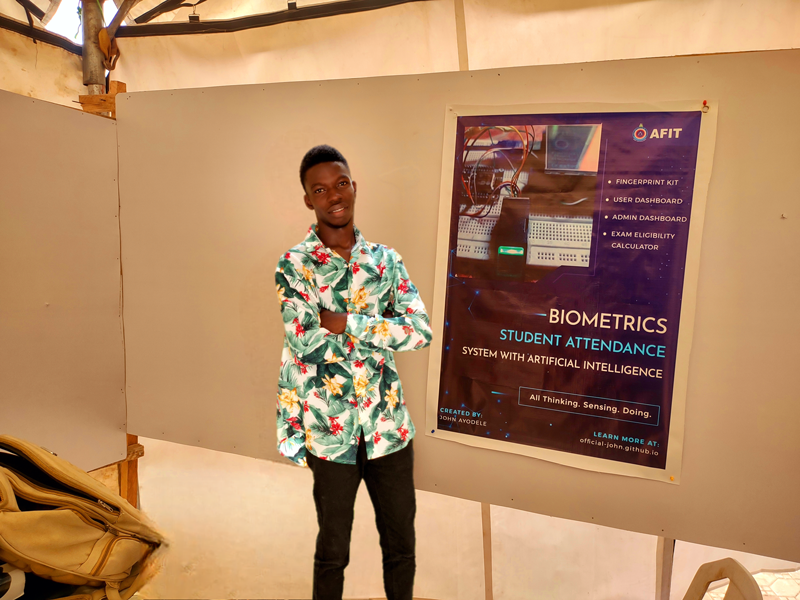 AFIT
FINGERPRINT KIT
USER DASHBOARD
ADMIN DASHBOARD
EXAM ELIGIBILITY
CALCULATOR
BIOMETRICS
STUDENT ATTENDANCE
SYSTEM WITH ARTIFICIAL INTELLIGENCE
All Thinking. Sensing. Doing.
CREATED BY:
JOHN AYODELE
LEARN MORE AT:
official-john.github.io